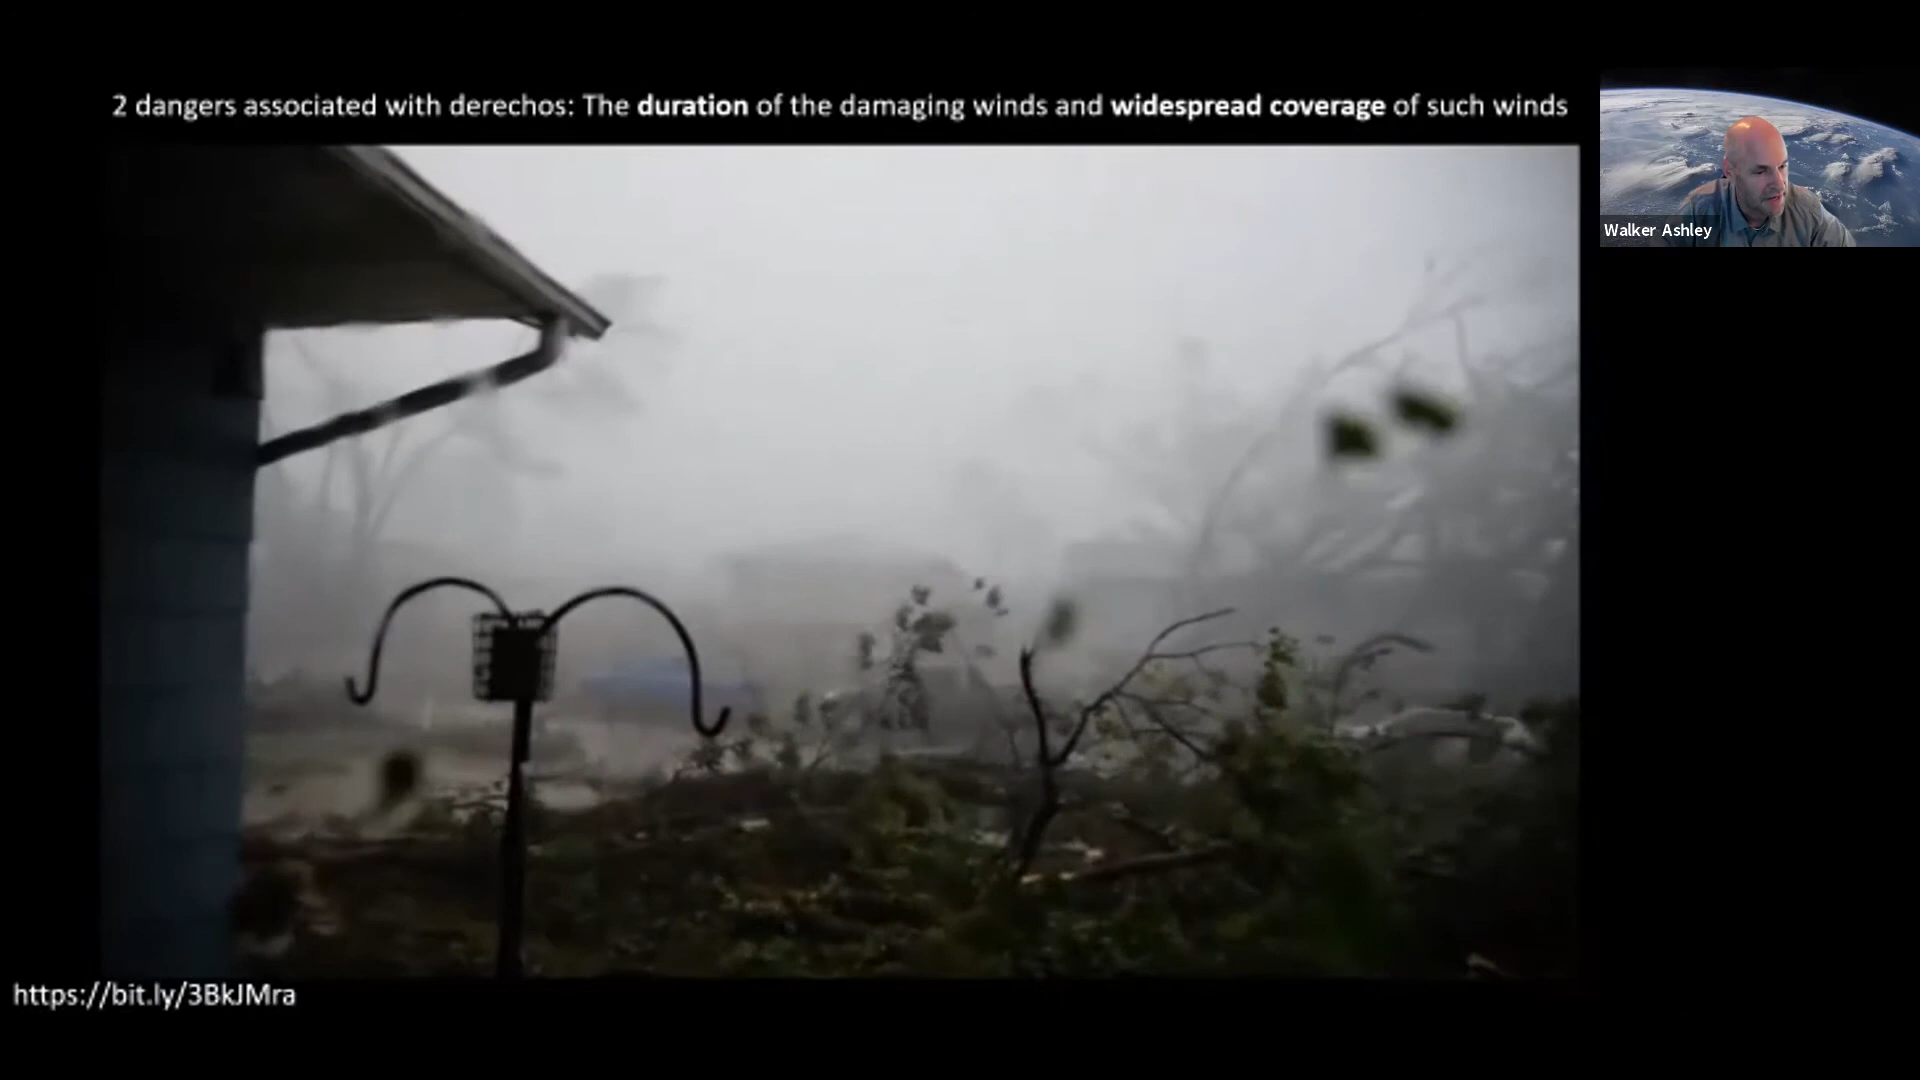 2 dangers associated with derechos: The duration of the damaging winds and widespread coverage of such winds
Walker Ashley
https://bit.ly/3BkJMra